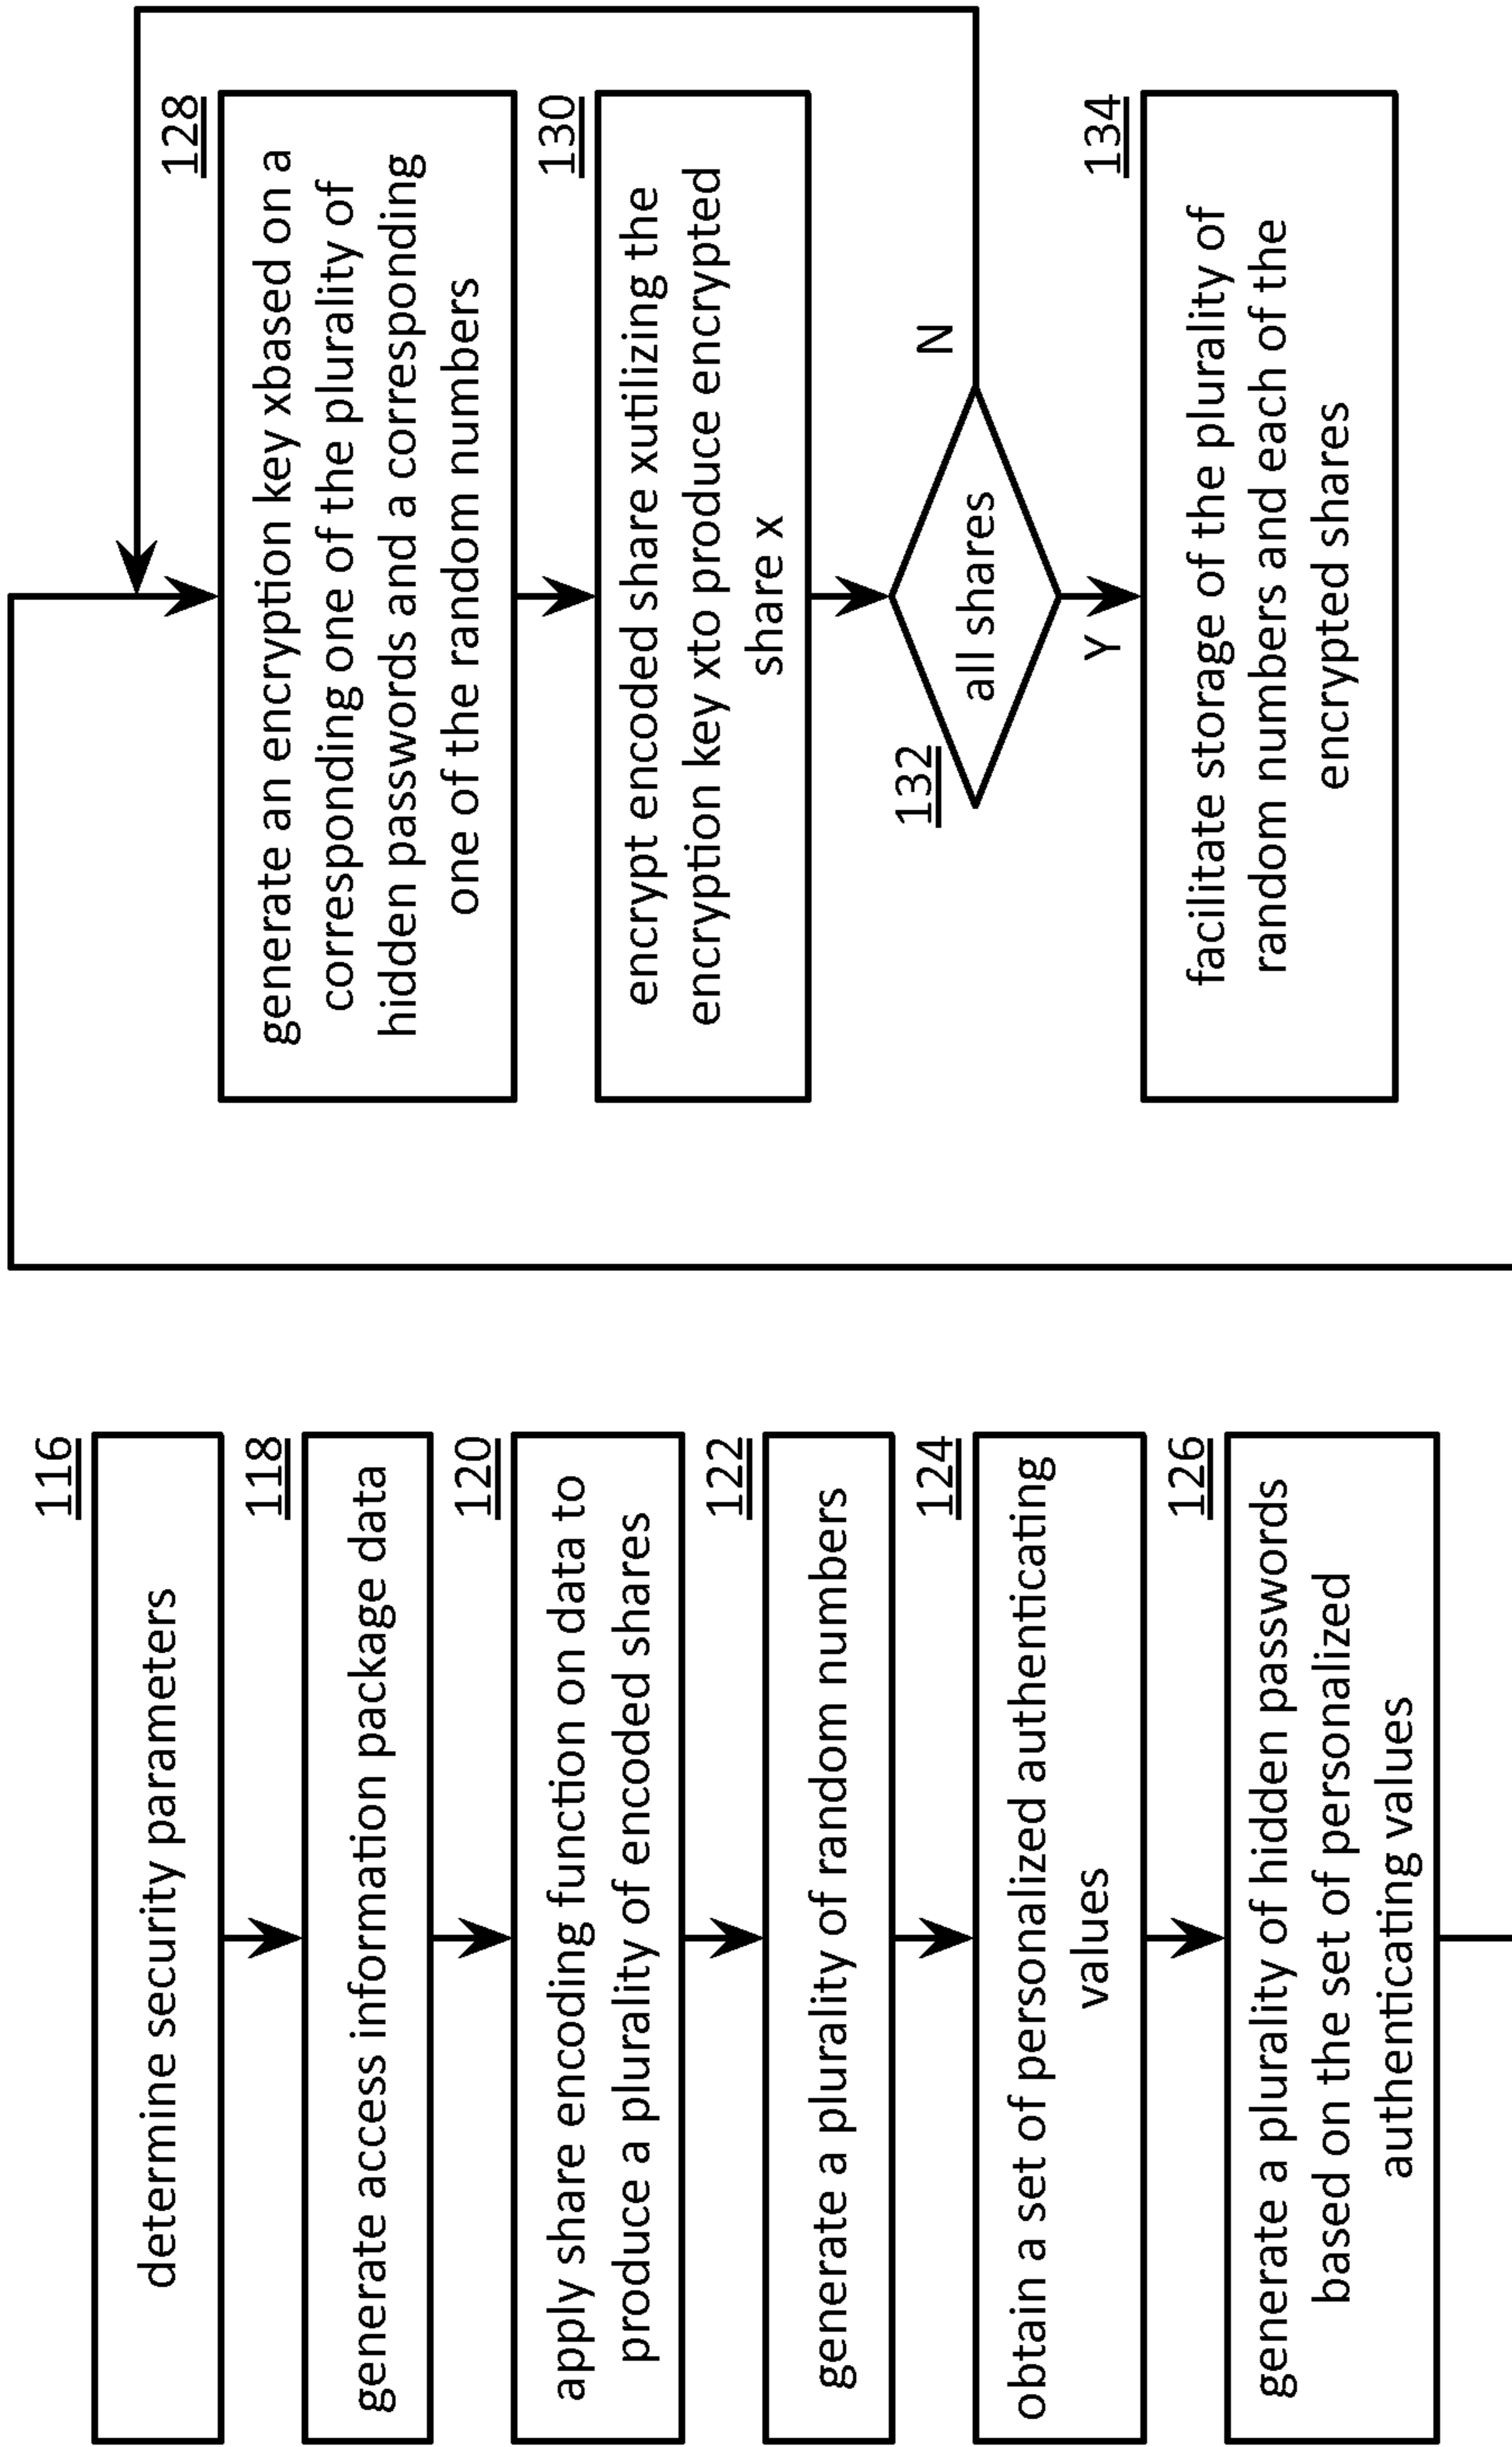 116
determine security parameters
118
generate access information package data
120
apply share encoding function on data to
produce a plurality of encoded shares
122
generate a plurality of random numbers
124
obtain a set of personalized authenticating
values
126
generate a plurality of hidden passwords
based on the set of personalized
authenticating values
128
generate an encryption key xbased on a
corresponding one of the plurality of
hidden passwords and a corresponding
one of the random numbers
130
encrypt encoded share xutilizing the
encryption key xto produce encrypted
share x
132
all shares
N
Y
134
facilitate storage of the plurality of
random numbers and each of the
encrypted shares